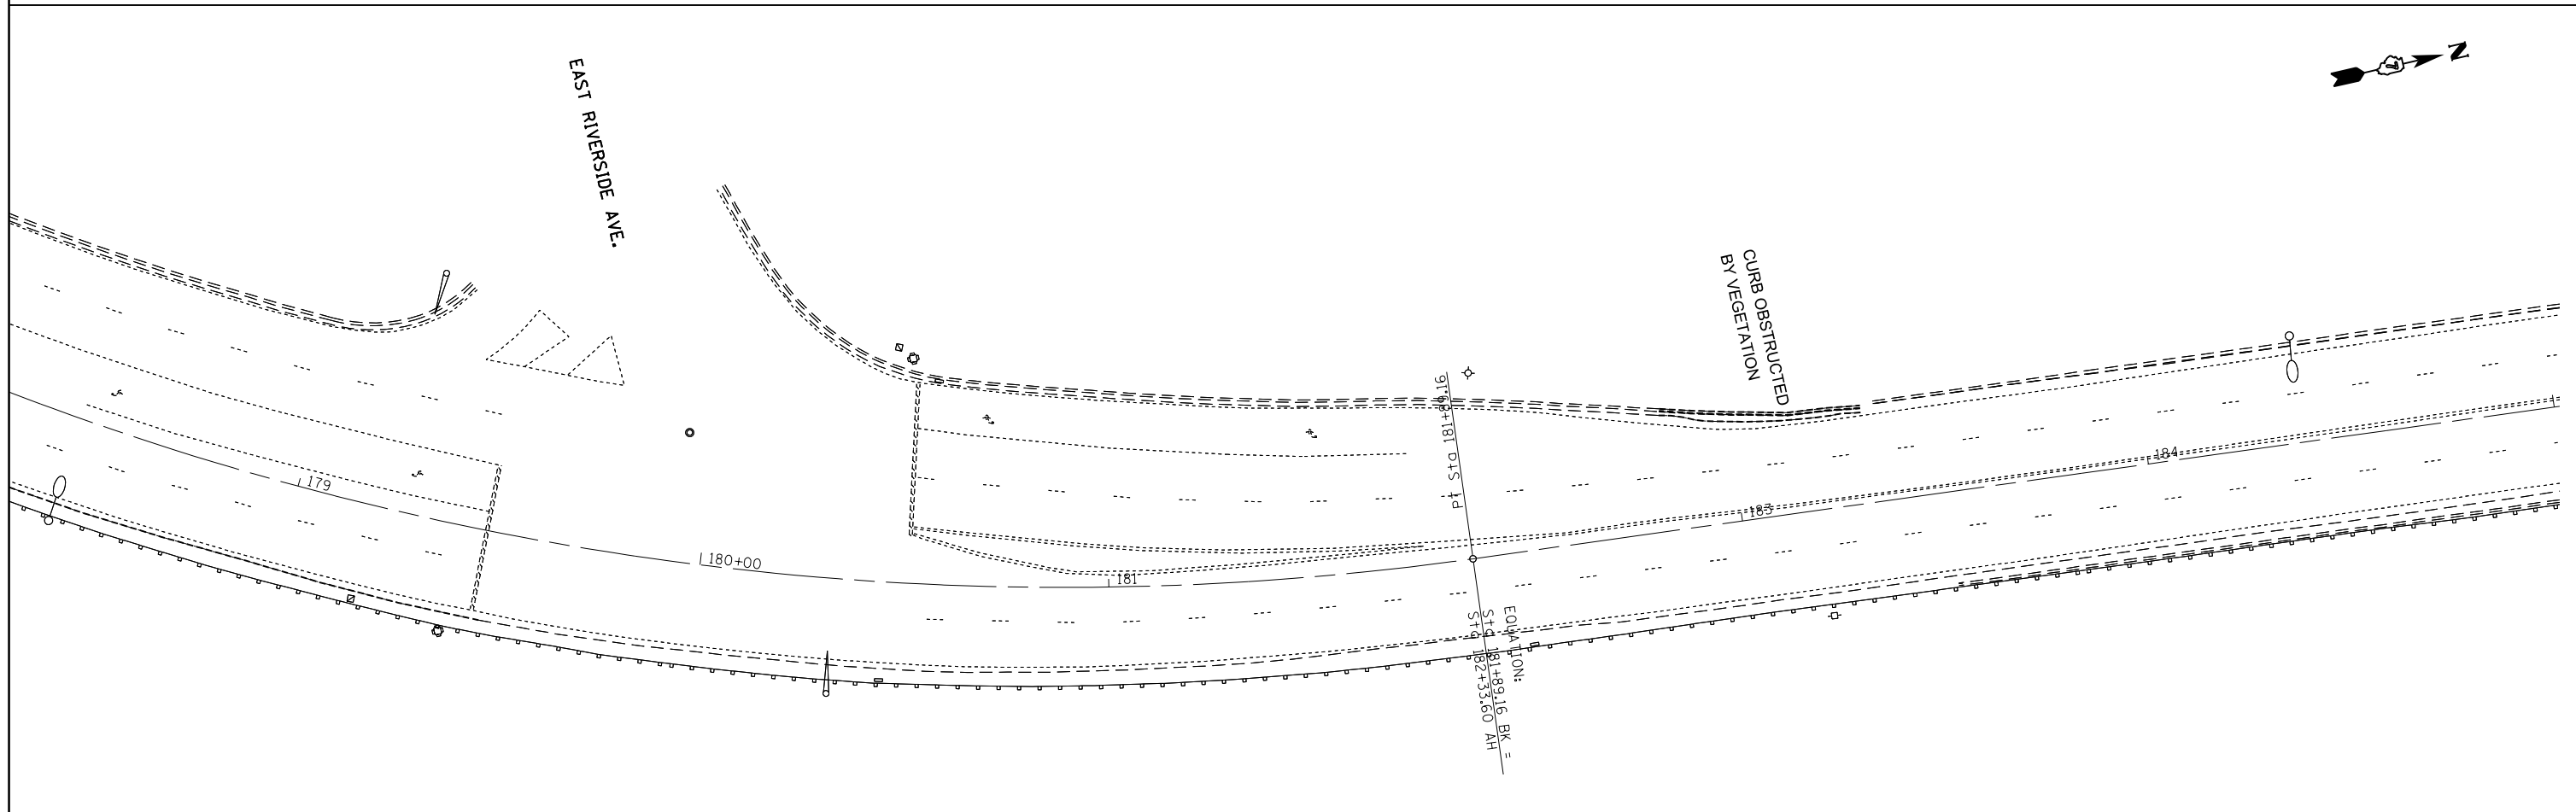 EAST RIVERSIDE AVE.
N
CURB OBSTRUCTED
BY VEGETATION
PT Sta 181+89.16
179
180+00
181
183
184
EQUATION:
Sta 181+89.16 BK =
Sta 182+33.60 AH